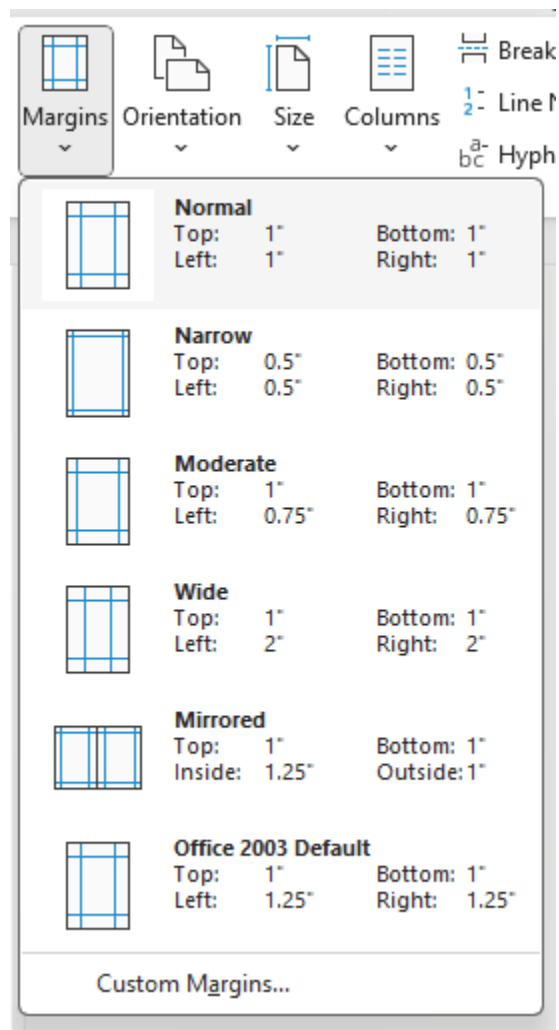 Margins Orientation Size Columns
Break
Line N
Hyph
Normal
Top: 1" Bottom: 1"
Left: 1" Right: 1"
Narrow
Top: 0.5" Bottom: 0.5"
Left: 0.5" Right: 0.5"
Moderate
Top: 1" Bottom: 1"
Left: 0.75" Right: 0.75"
Wide
Top: 1" Bottom: 1"
Left: 2" Right: 2"
Mirrored
Top: 1" Bottom: 1"
Inside: 1.25" Outside: 1"
Office 2003 Default
Top: 1" Bottom: 1"
Left: 1.25" Right: 1.25"
Custom Margins...